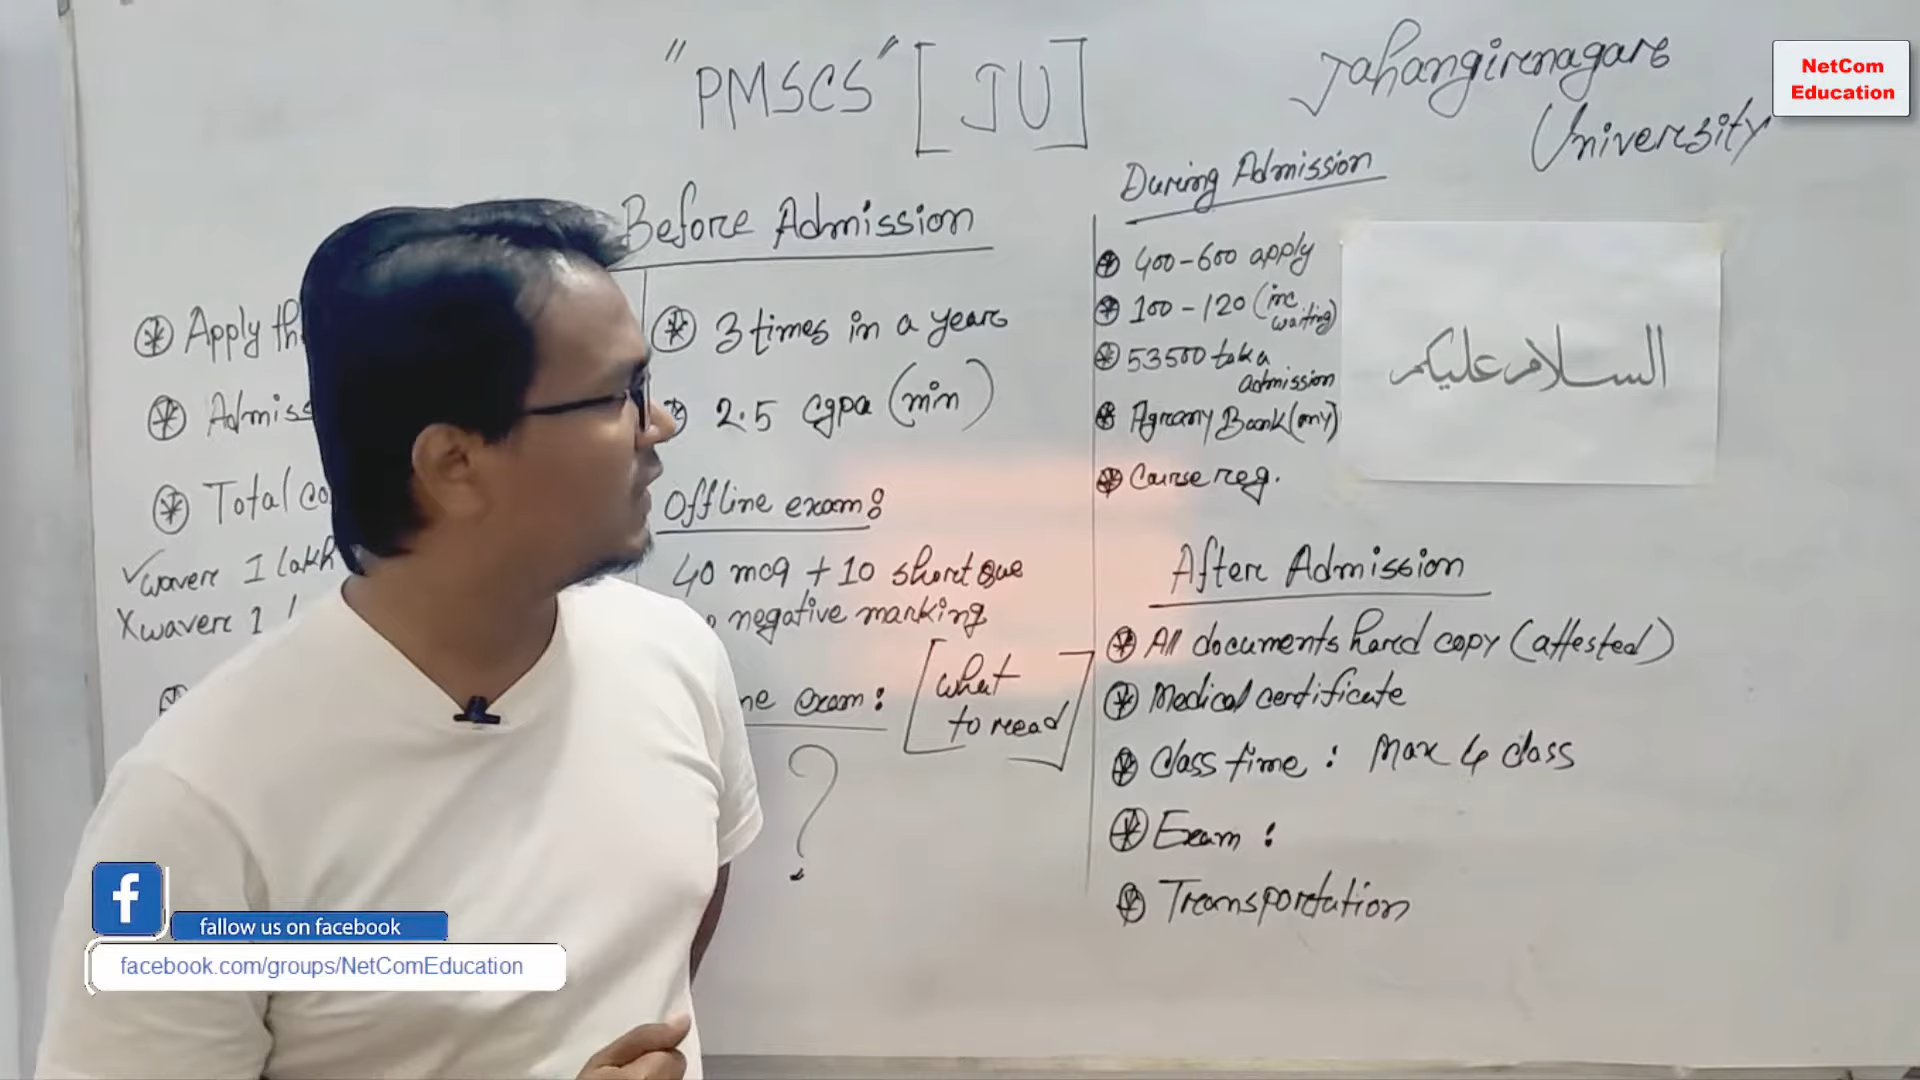 "PMSCS" [JU]
Jahangirnagar
University
NetCom
Education
Before Admission
Apply th
Admiss
Total co
✓waver 1 lakh
Xwaver 1
3 times in a year
2.5 cgpa (min)
Offline exam:
40 mcq + 10 short que
negative marking
ne exam:
[What
to read]
?
During Admission
400-600 apply
100-120 (inc
waiting)
53500 taka
admission
Agrany Bank (any)
Course reg.
السلام عليكم
After Admission
All documents hard copy (attested)
Medical certificate
Class time : Max 4 class
Exam :
Transportation
fallow us on facebook
facebook.com/groups/NetComEducation